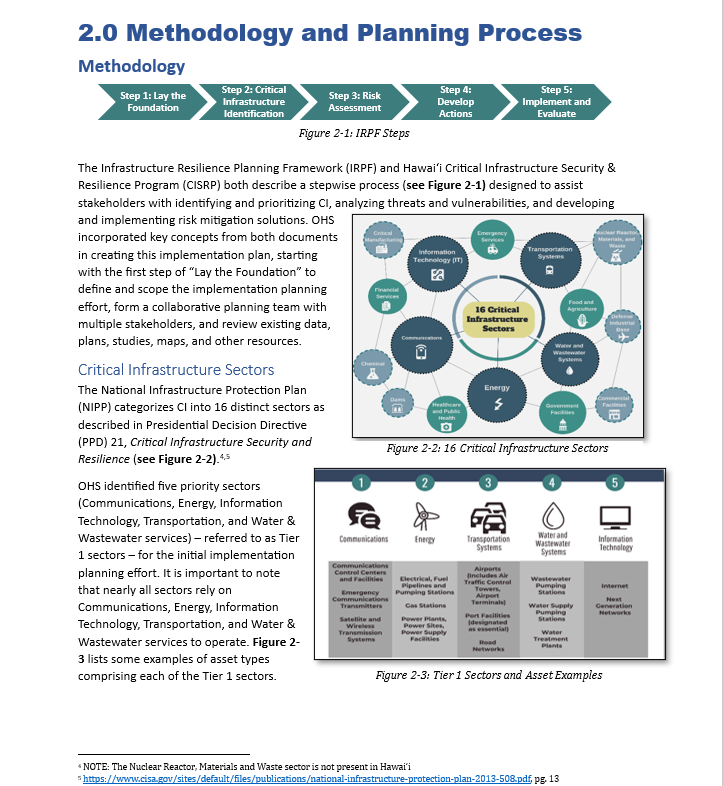 2.0 Methodology and Planning Process
Methodology
Step 1: Lay the
Foundation
Step 2: Critical
Infrastructure
Identification
Step 3: Risk
Assessment
Step 4:
Develop
Actions
Step 5:
Implement and
Evaluate
Figure 2-1: IRPF Steps
The Infrastructure Resilience Planning Framework (IRPF) and Hawaiʻi Critical Infrastructure Security &
Resilience Program (CISRP) both describe a stepwise process (see Figure 2-1) designed to assist
stakeholders with identifying and prioritizing CI, analyzing threats and vulnerabilities, and developing
and implementing risk mitigation solutions. OHS
incorporated key concepts from both documents
in creating this implementation plan, starting
with the first step of “Lay the Foundation” to
define and scope the implementation planning
effort, form a collaborative planning team with
multiple stakeholders, and review existing data,
plans, studies, maps, and other resources.
Critical
Manufacturing
Emergency
Services
Nuclear Reactor,
Materials, and
Waste
Information
Technology (IT)
Transportation
Systems
Financial
Services
16 Critical
Infrastructure
Sectors
Food and
Agriculture
Defense
Industrial
Base
Communications
Water and
Wastewater
Systems
Chemical
Energy
Dams
Healthcare
and Public
Health
Government
Facilities
Commercial
Facilities
Figure 2-2: 16 Critical Infrastructure Sectors
Critical Infrastructure Sectors
The National Infrastructure Protection Plan
(NIPP) categorizes CI into 16 distinct sectors as
described in Presidential Decision Directive
(PPD) 21, Critical Infrastructure Security and
Resilience (see Figure 2-2).4,5
OHS identified five priority sectors
(Communications, Energy, Information
Technology, Transportation, and Water &
Wastewater services) – referred to as Tier
1 sectors – for the initial implementation
planning effort. It is important to note
that nearly all sectors rely on
Communications, Energy, Information
Technology, Transportation, and Water &
Wastewater services to operate. Figure 2-
3 lists some examples of asset types
comprising each of the Tier 1 sectors.
1
2
3
4
5
Communications
Energy
Transportation
Systems
Water and
Wastewater
Systems
Information
Technology
Communications
Control Centers
and Facilities
Emergency
Communications
Transmitters
Satellite and
Wireless
Transmission
Systems
Electrical, Fuel
Pipelines and
Pumping Stations
Gas Stations
Power Plants,
Power Sites,
Power Supply
Facilities
Airports
(Includes Air
Traffic Control
Towers,
Airport
Terminals)
Port Facilities
(designated
as essential)
Road
Networks
Wastewater
Pumping
Stations
Water Supply
Pumping
Stations
Water
Treatment
Plants
Internet
Next
Generation
Networks
Figure 2-3: Tier 1 Sectors and Asset Examples
4 NOTE: The Nuclear Reactor, Materials and Waste sector is not present in Hawaiʻi
5 https://www.cisa.gov/sites/default/files/publications/national-infrastructure-protection-plan-2013-508.pdf, pg. 13